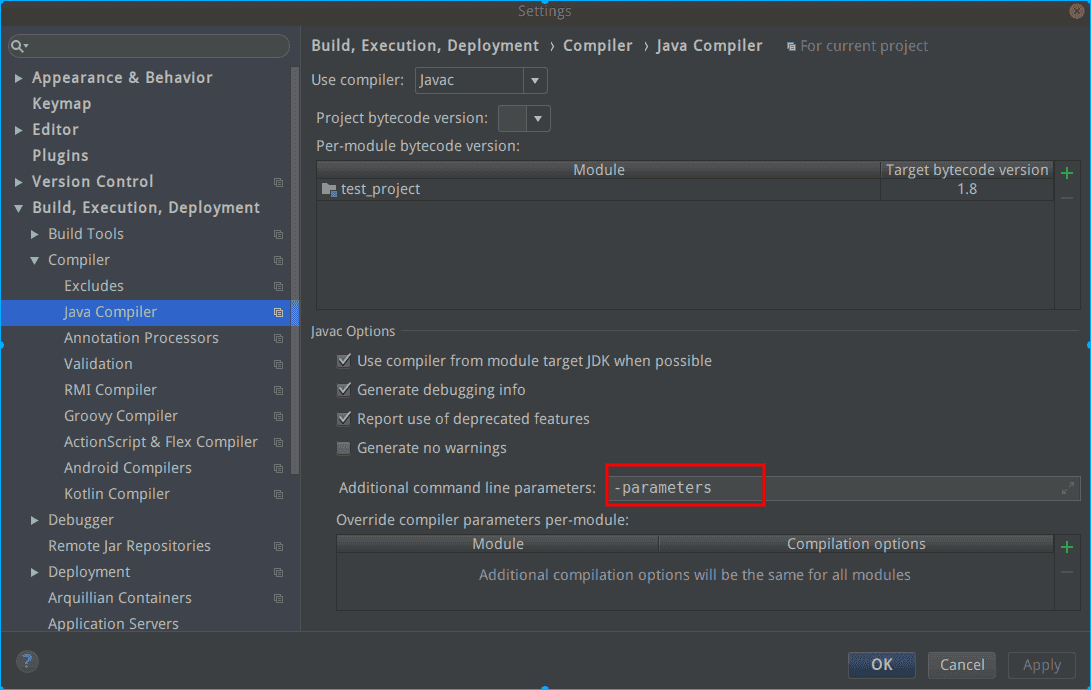 Settings
Appearance & Behavior
Keymap
Editor
Plugins
Version Control
Build, Execution, Deployment
Build Tools
Compiler
Excludes
Java Compiler
Annotation Processors
Validation
RMI Compiler
Groovy Compiler
ActionScript & Flex Compiler
Android Compilers
Kotlin Compiler
Debugger
Remote Jar Repositories
Deployment
Arquillian Containers
Application Servers
Build, Execution, Deployment › Compiler › Java Compiler For current project
Use compiler: Javac
Project bytecode version:
Per-module bytecode version:
Module Target bytecode version
test_project 1.8
Javac Options
Use compiler from module target JDK when possible
Generate debugging info
Report use of deprecated features
Generate no warnings
Additional command line parameters: -parameters
Override compiler parameters per-module:
Module Compilation options
Additional compilation options will be the same for all modules
? OK Cancel Apply